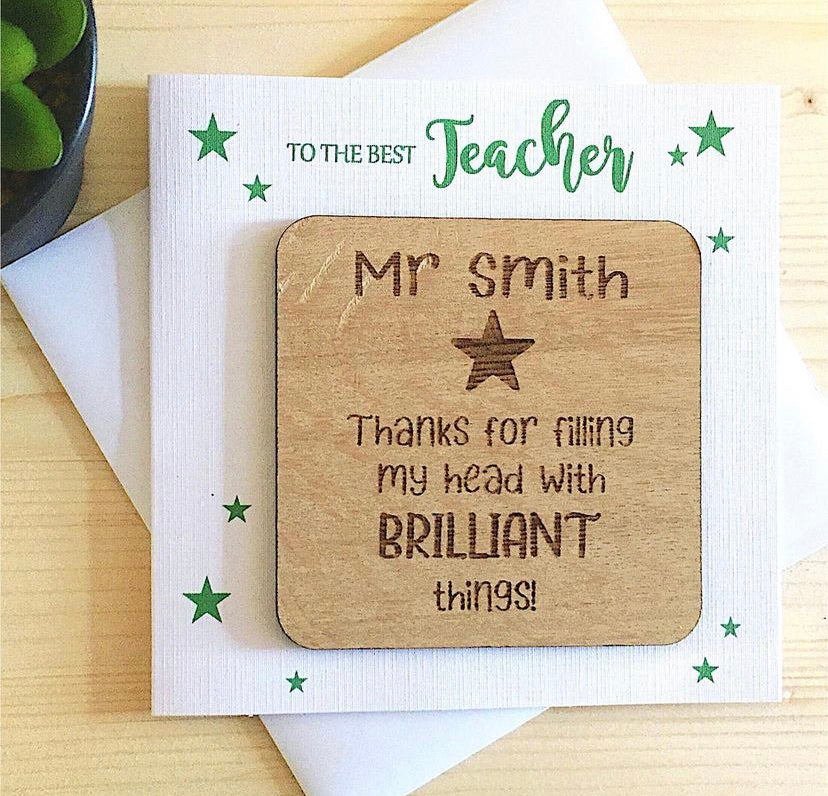 TO THE BEST Teacher
Mr Smith
Thanks for filling
my head with
BRILLIANT
things!